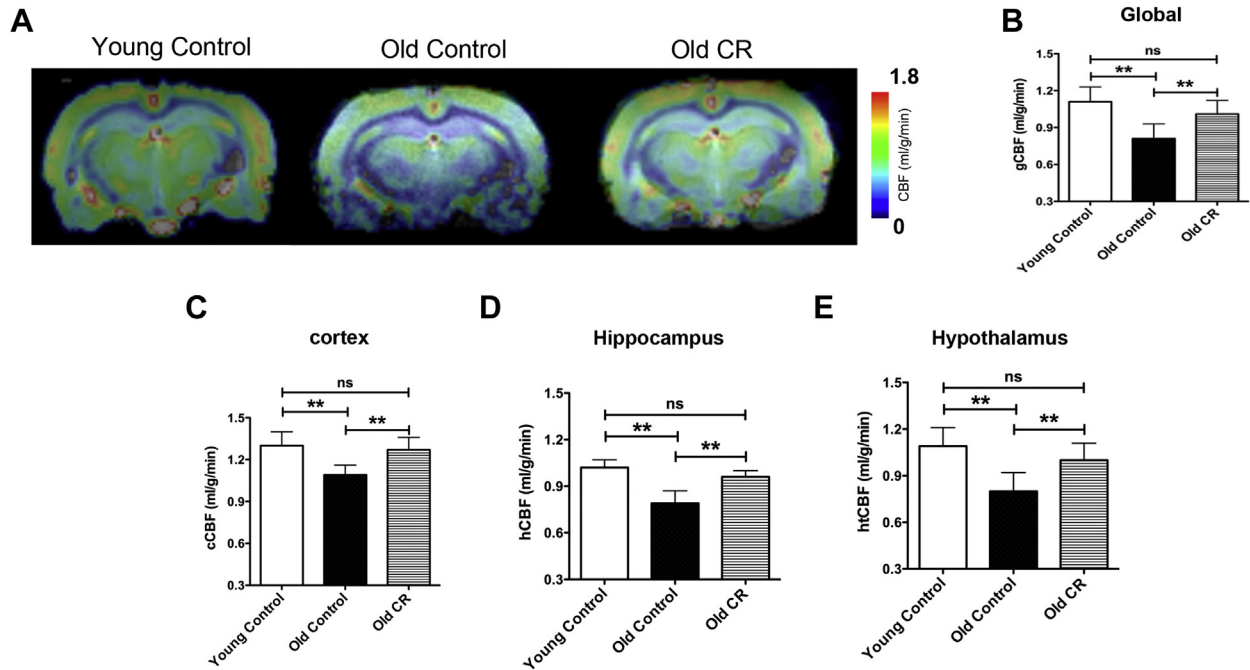 A
Young Control
Old Control
Old CR
1.8
CBF (ml/g/min)
0
B
Global
ns
**
**
gCBF (ml/g/min)
1.5
1.2
0.9
0.6
0.3
Young Control
Old Control
Old CR
C
cortex
ns
**
**
cCBF (ml/g/min)
1.5
1.2
0.9
0.6
0.3
Young Control
Old Control
Old CR
D
Hippocampus
ns
**
**
hCBF (ml/g/min)
1.5
1.2
0.9
0.6
0.3
Young Control
Old Control
Old CR
E
Hypothalamus
ns
**
**
htCBF (ml/g/min)
1.5
1.2
0.9
0.6
0.3
Young Control
Old Control
Old CR